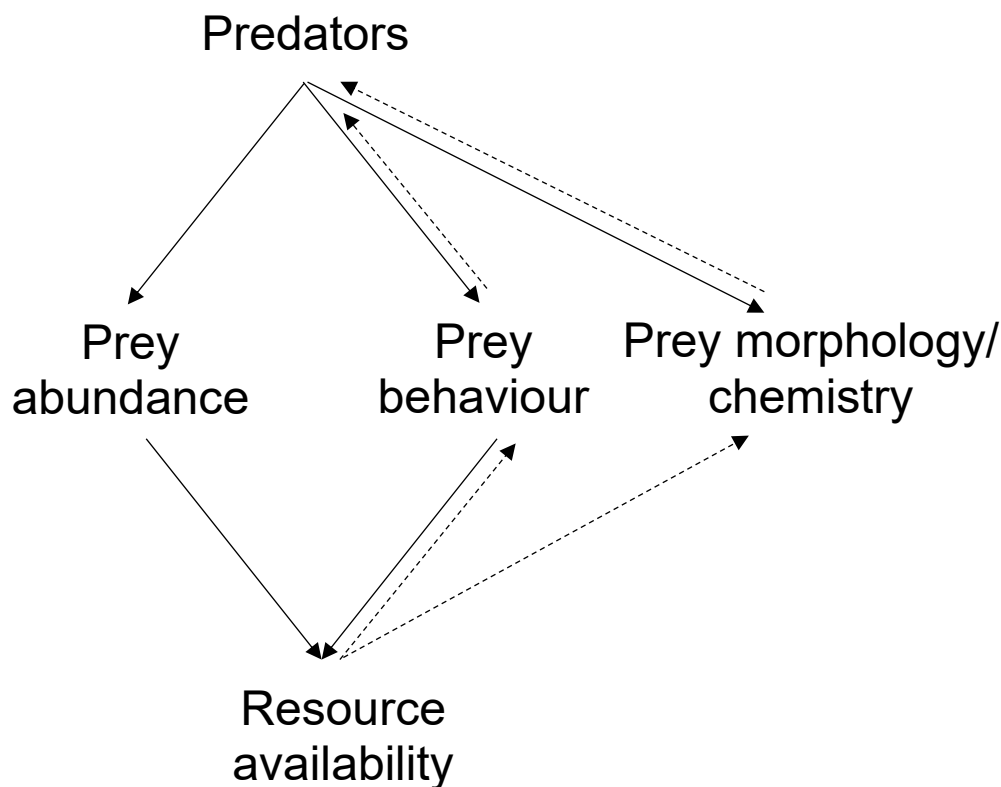 Predators
Prey
abundance
Prey
behaviour
Prey morphology/
chemistry
Resource
availability